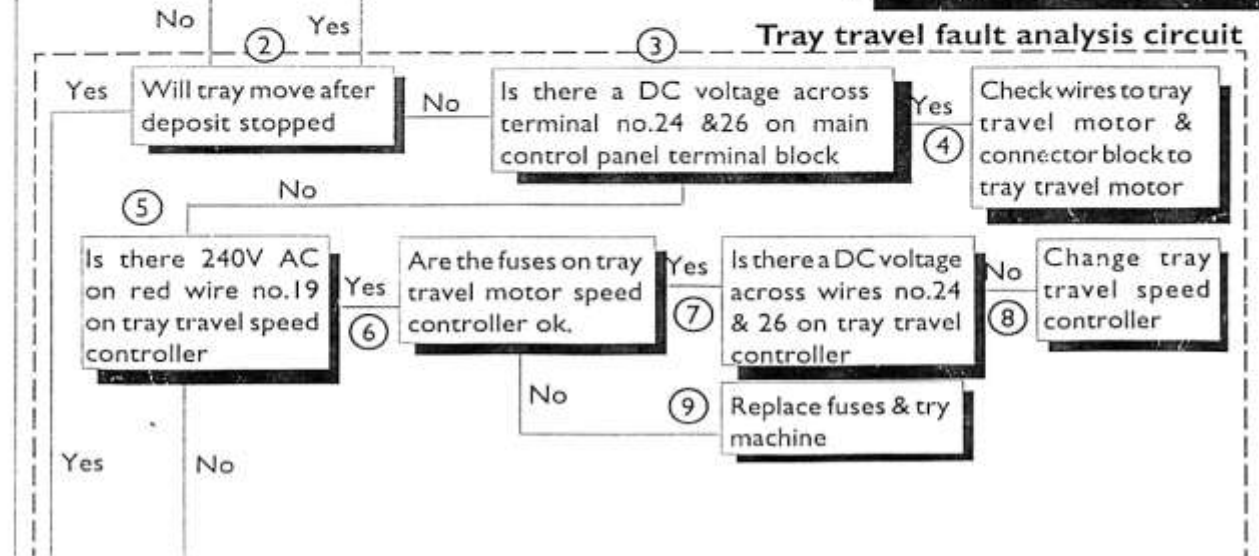 No
Yes
Tray travel fault analysis circuit
2
3
Yes
Will tray move after
deposit stopped
No
Is there a DC voltage across
terminal no.24 &26 on main
control panel terminal block
Yes
4
Check wires to tray
travel motor &
connector block to
tray travel motor
No
5
Is there 240V AC
on red wire no.19
on tray travel speed
controller
Yes
6
Are the fuses on tray
travel motor speed
controller ok.
Yes
7
Is there a DC voltage
across wires no.24
& 26 on tray travel
controller
No
8
Change tray
travel speed
controller
No
9
Replace fuses & try
machine
Yes
No